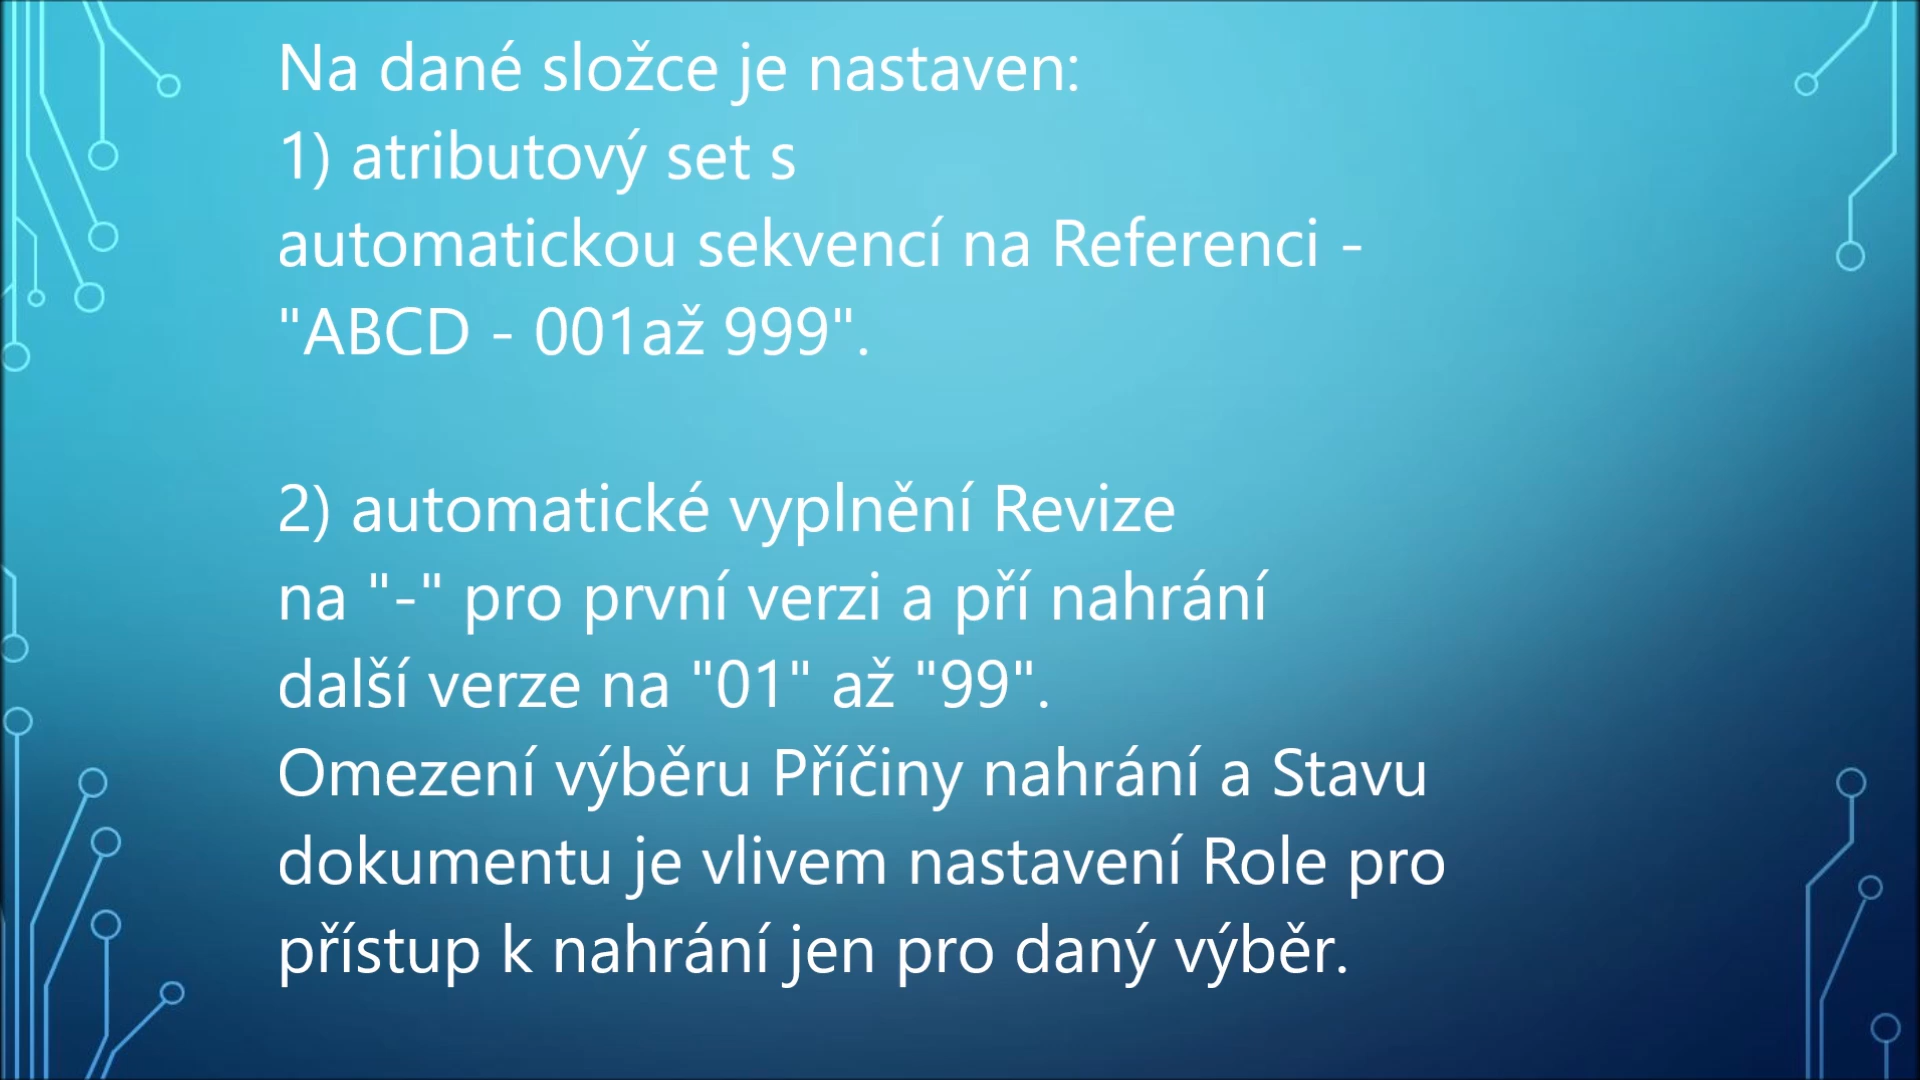 Na dané složce je nastaven:
1) atributový set s
automatickou sekvencí na Referenci -
"ABCD - 001až 999".
2) automatické vyplnění Revize
na "-" pro první verzi a pří nahrání
další verze na "01" až "99".
Omezení výběru Příčiny nahrání a Stavu
dokumentu je vlivem nastavení Role pro
přístup k nahrání jen pro daný výběr.